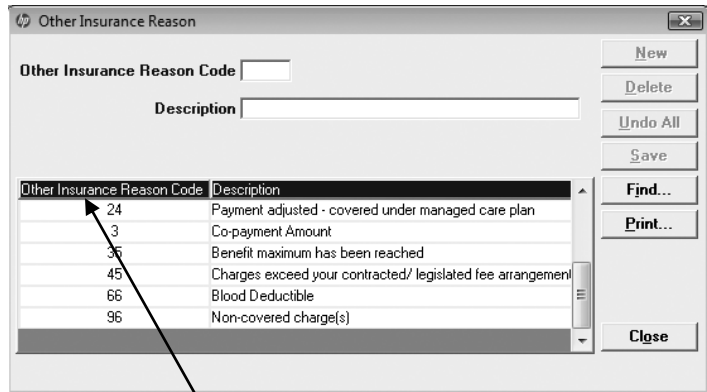 hp Other Insurance Reason
Other Insurance Reason Code
Description
New
Delete
Undo All
Save
Find...
Print...
Close
Other Insurance Reason Code Description
24 Payment adjusted - covered under managed care plan
3 Co-payment Amount
35 Benefit maximum has been reached
45 Charges exceed your contracted/ legislated fee arrangement
66 Blood Deductible
96 Non-covered charge(s)